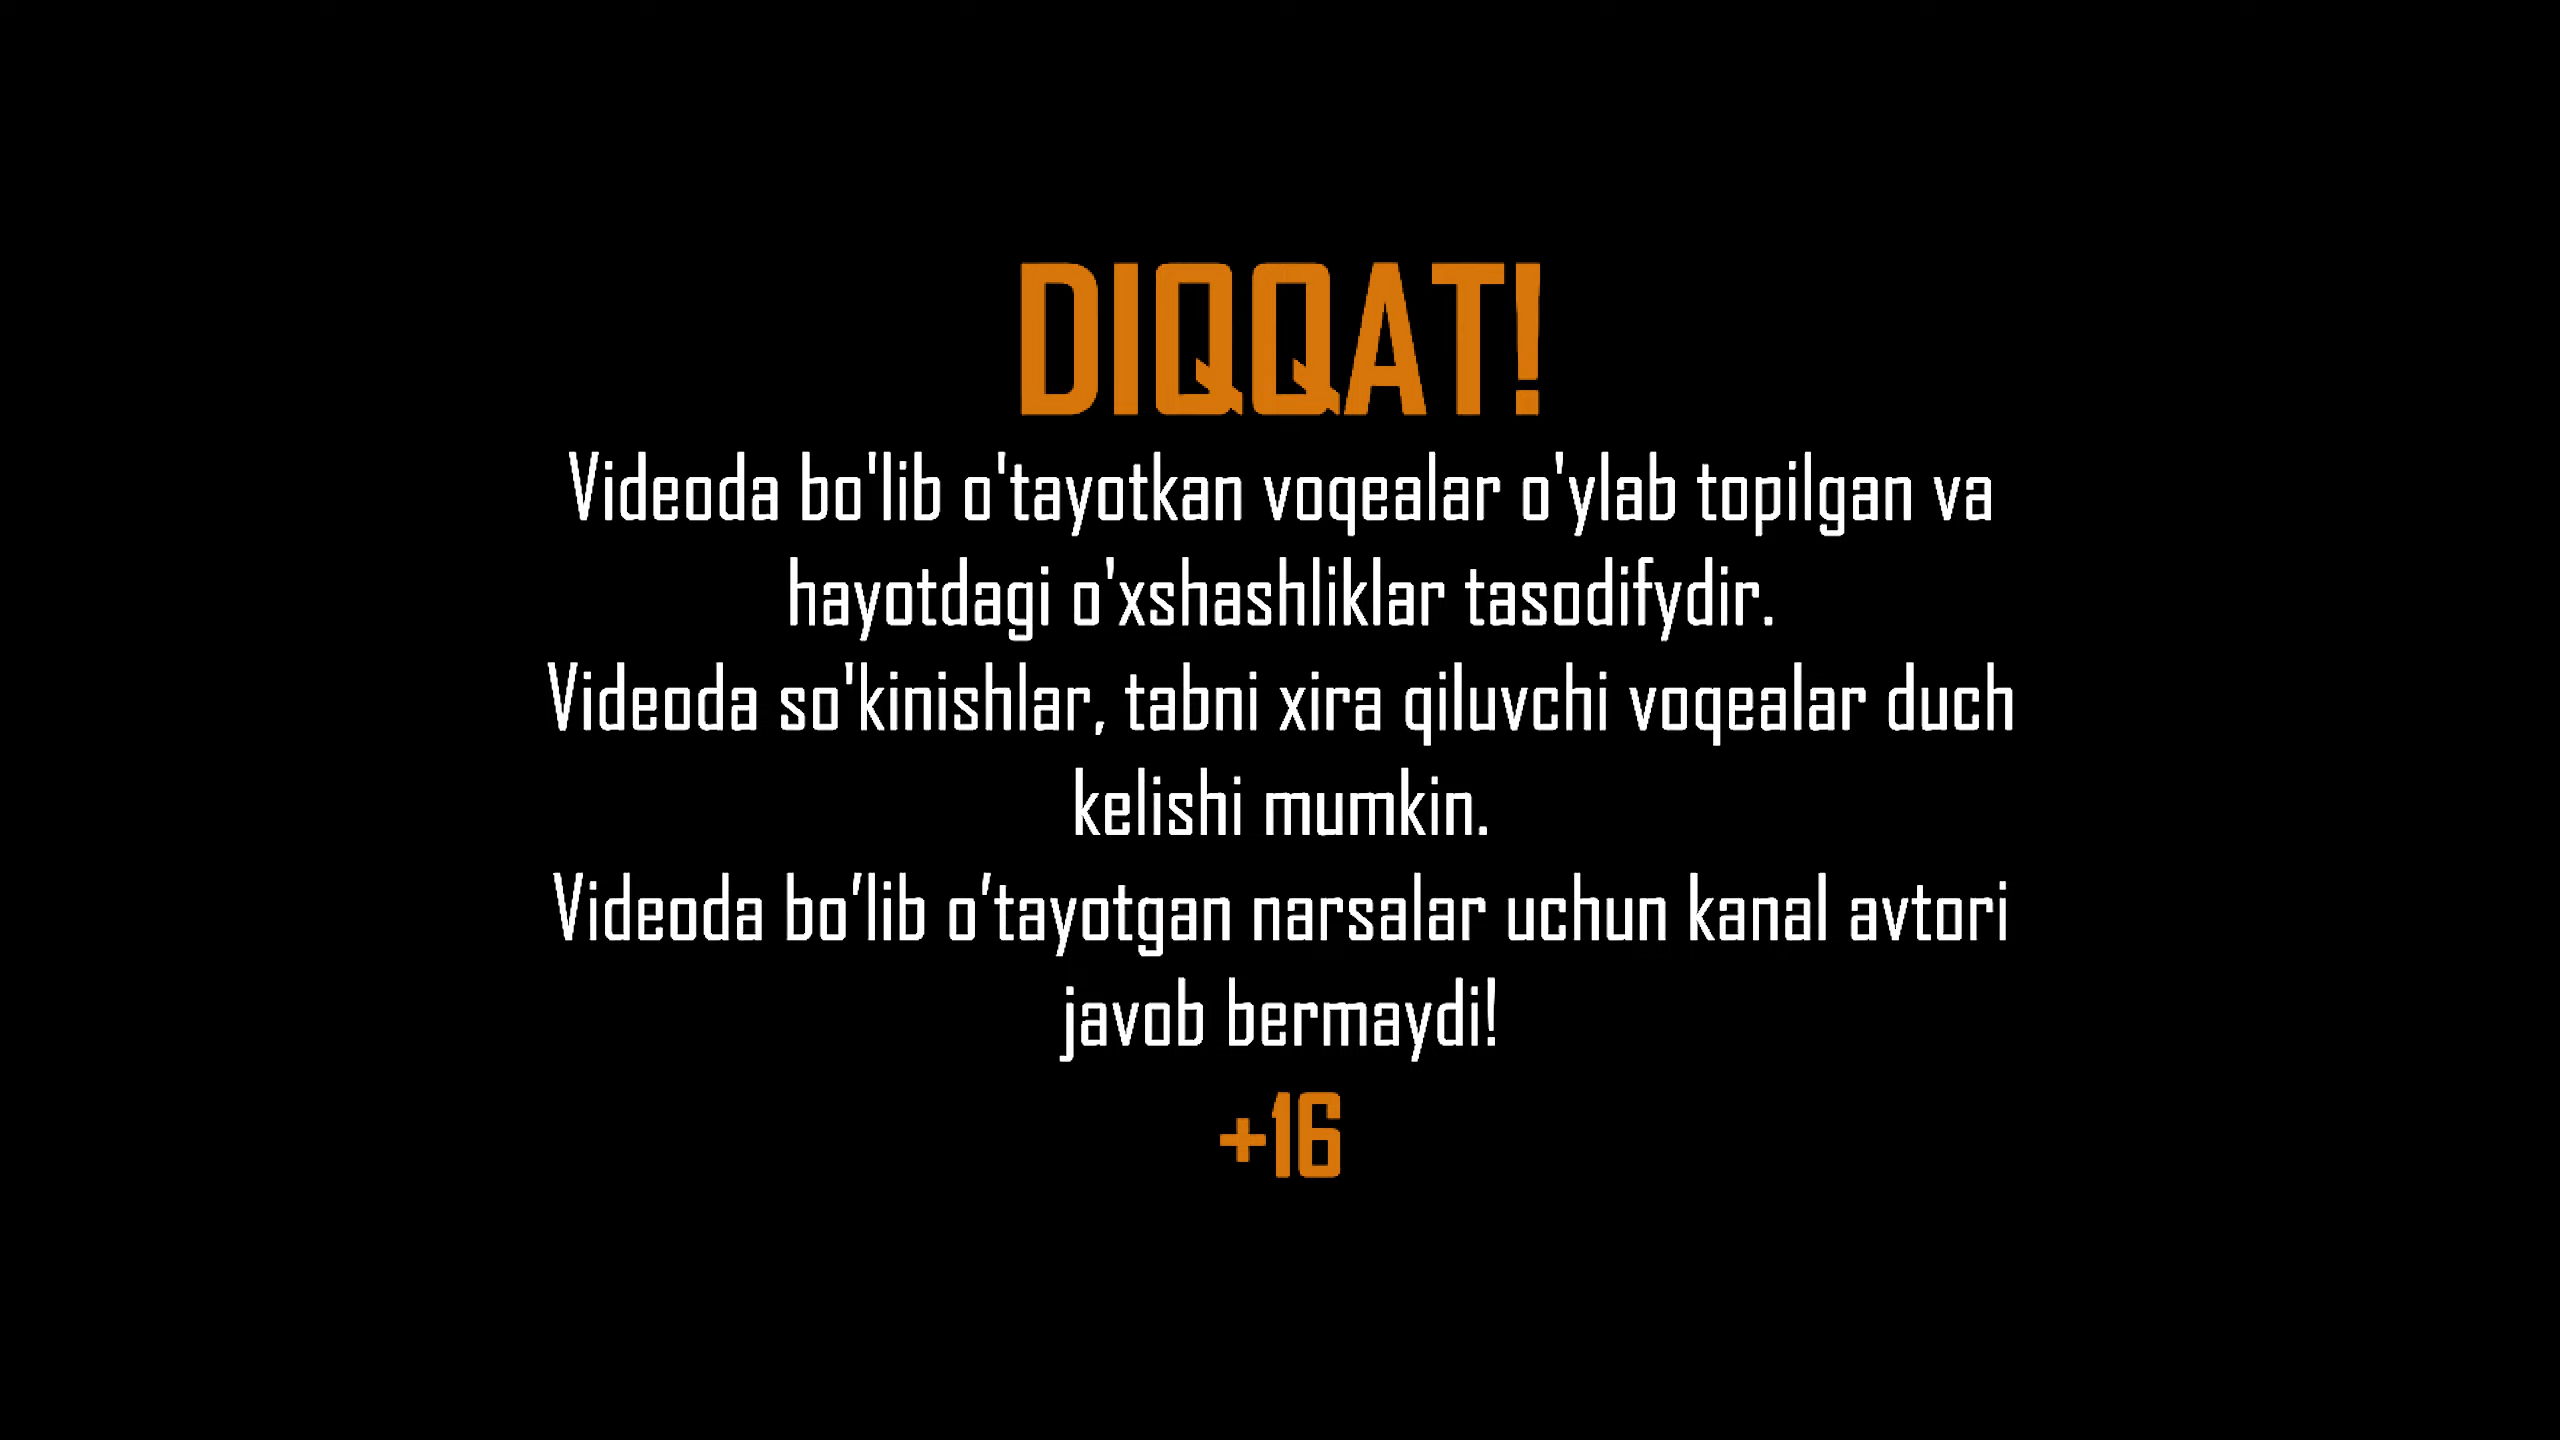 DIQQAT!
Videoda bo'lib o'tayotkan voqealar o'ylab topilgan va
hayotdagi o'xshashliklar tasodifydir.
Videoda so'kinishlar, tabni xira qiluvchi voqealar duch
kelishi mumkin.
Videoda bo’lib o’tayotgan narsalar uchun kanal avtori
javob bermaydi!
+16